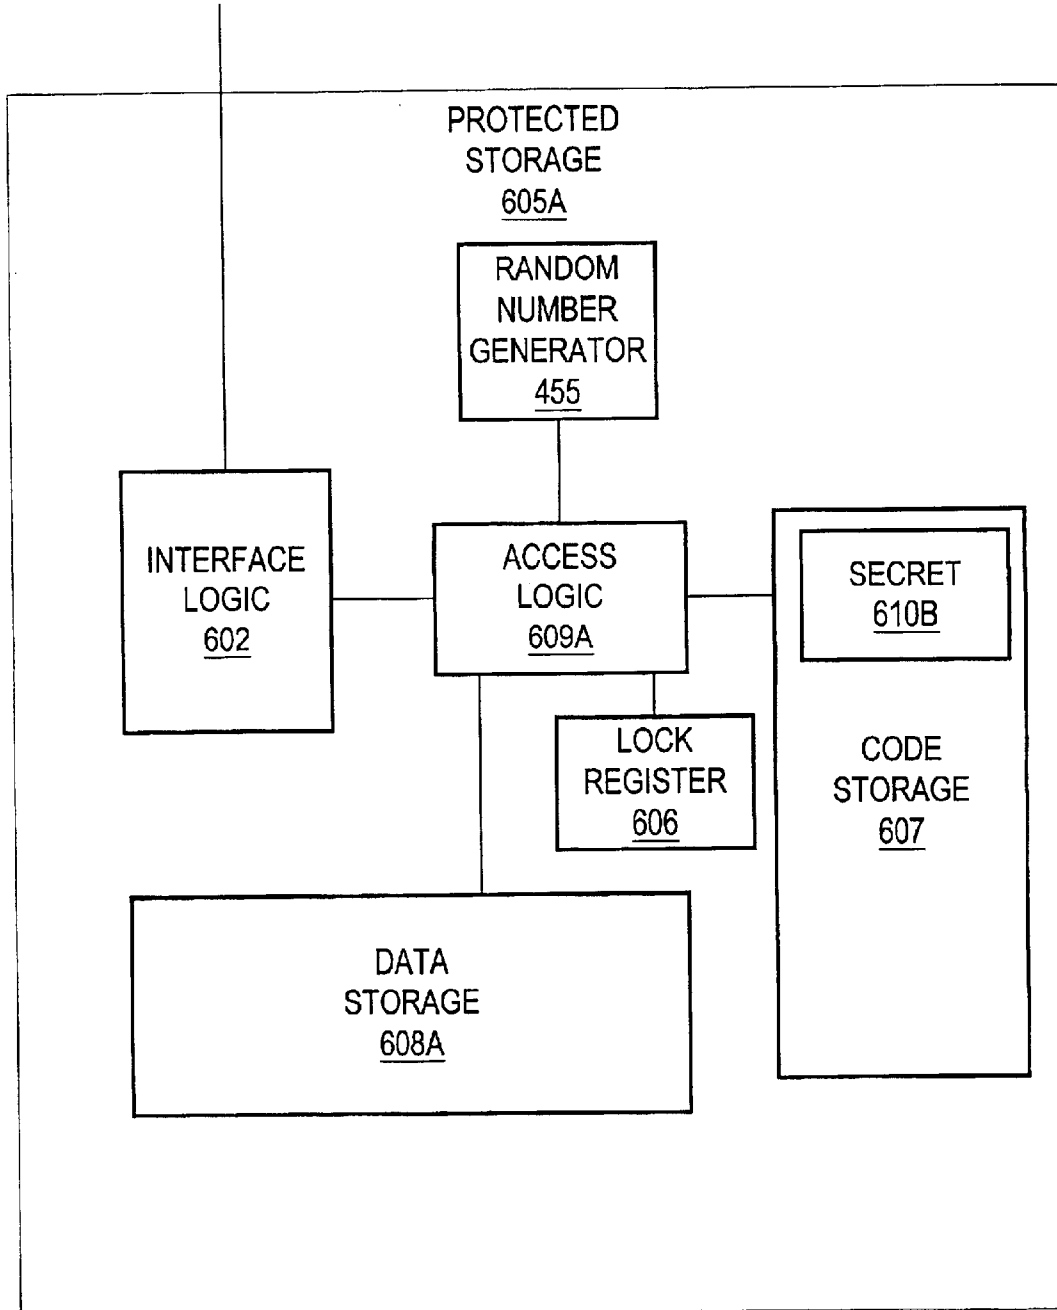 PROTECTED
STORAGE
605A
RANDOM
NUMBER
GENERATOR
455
INTERFACE
LOGIC
602
ACCESS
LOGIC
609A
SECRET
610B
LOCK
REGISTER
606
CODE
STORAGE
607
DATA
STORAGE
608A